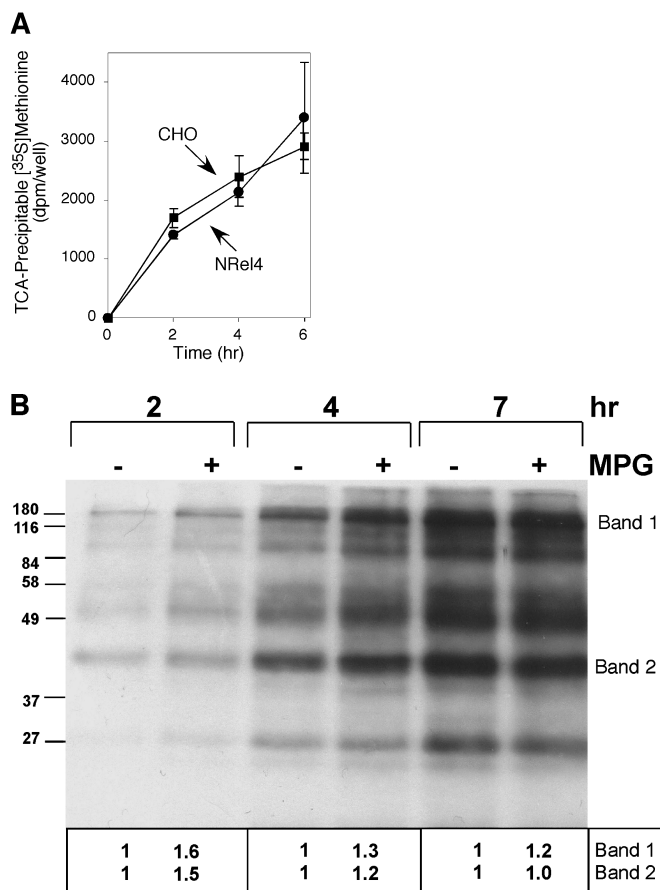 A
TCA-Precipitable [35S]Methionine
(dpm/well)
4000
3000
2000
1000
0
CHO
NRel4
0 2 4 6
Time (hr)
B
2 4 7 hr
- + - + - + MPG
180
116
84
58
49
37
27
Band 1
Band 2
1 1.6 1 1.3 1 1.2 Band 1
1 1.5 1 1.2 1 1.0 Band 2